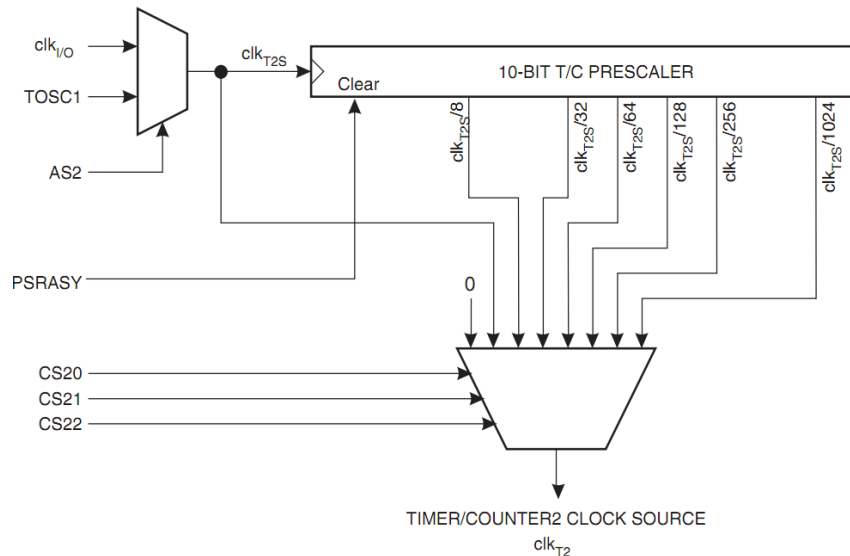 clkI/O
clkT2S
10-BIT T/C PRESCALER
TOSC1
Clear
clkT2S/8
clkT2S/32
clkT2S/64
clkT2S/128
clkT2S/256
clkT2S/1024
AS2
PSRASY
0
CS20
CS21
CS22
TIMER/COUNTER2 CLOCK SOURCE
clkT2